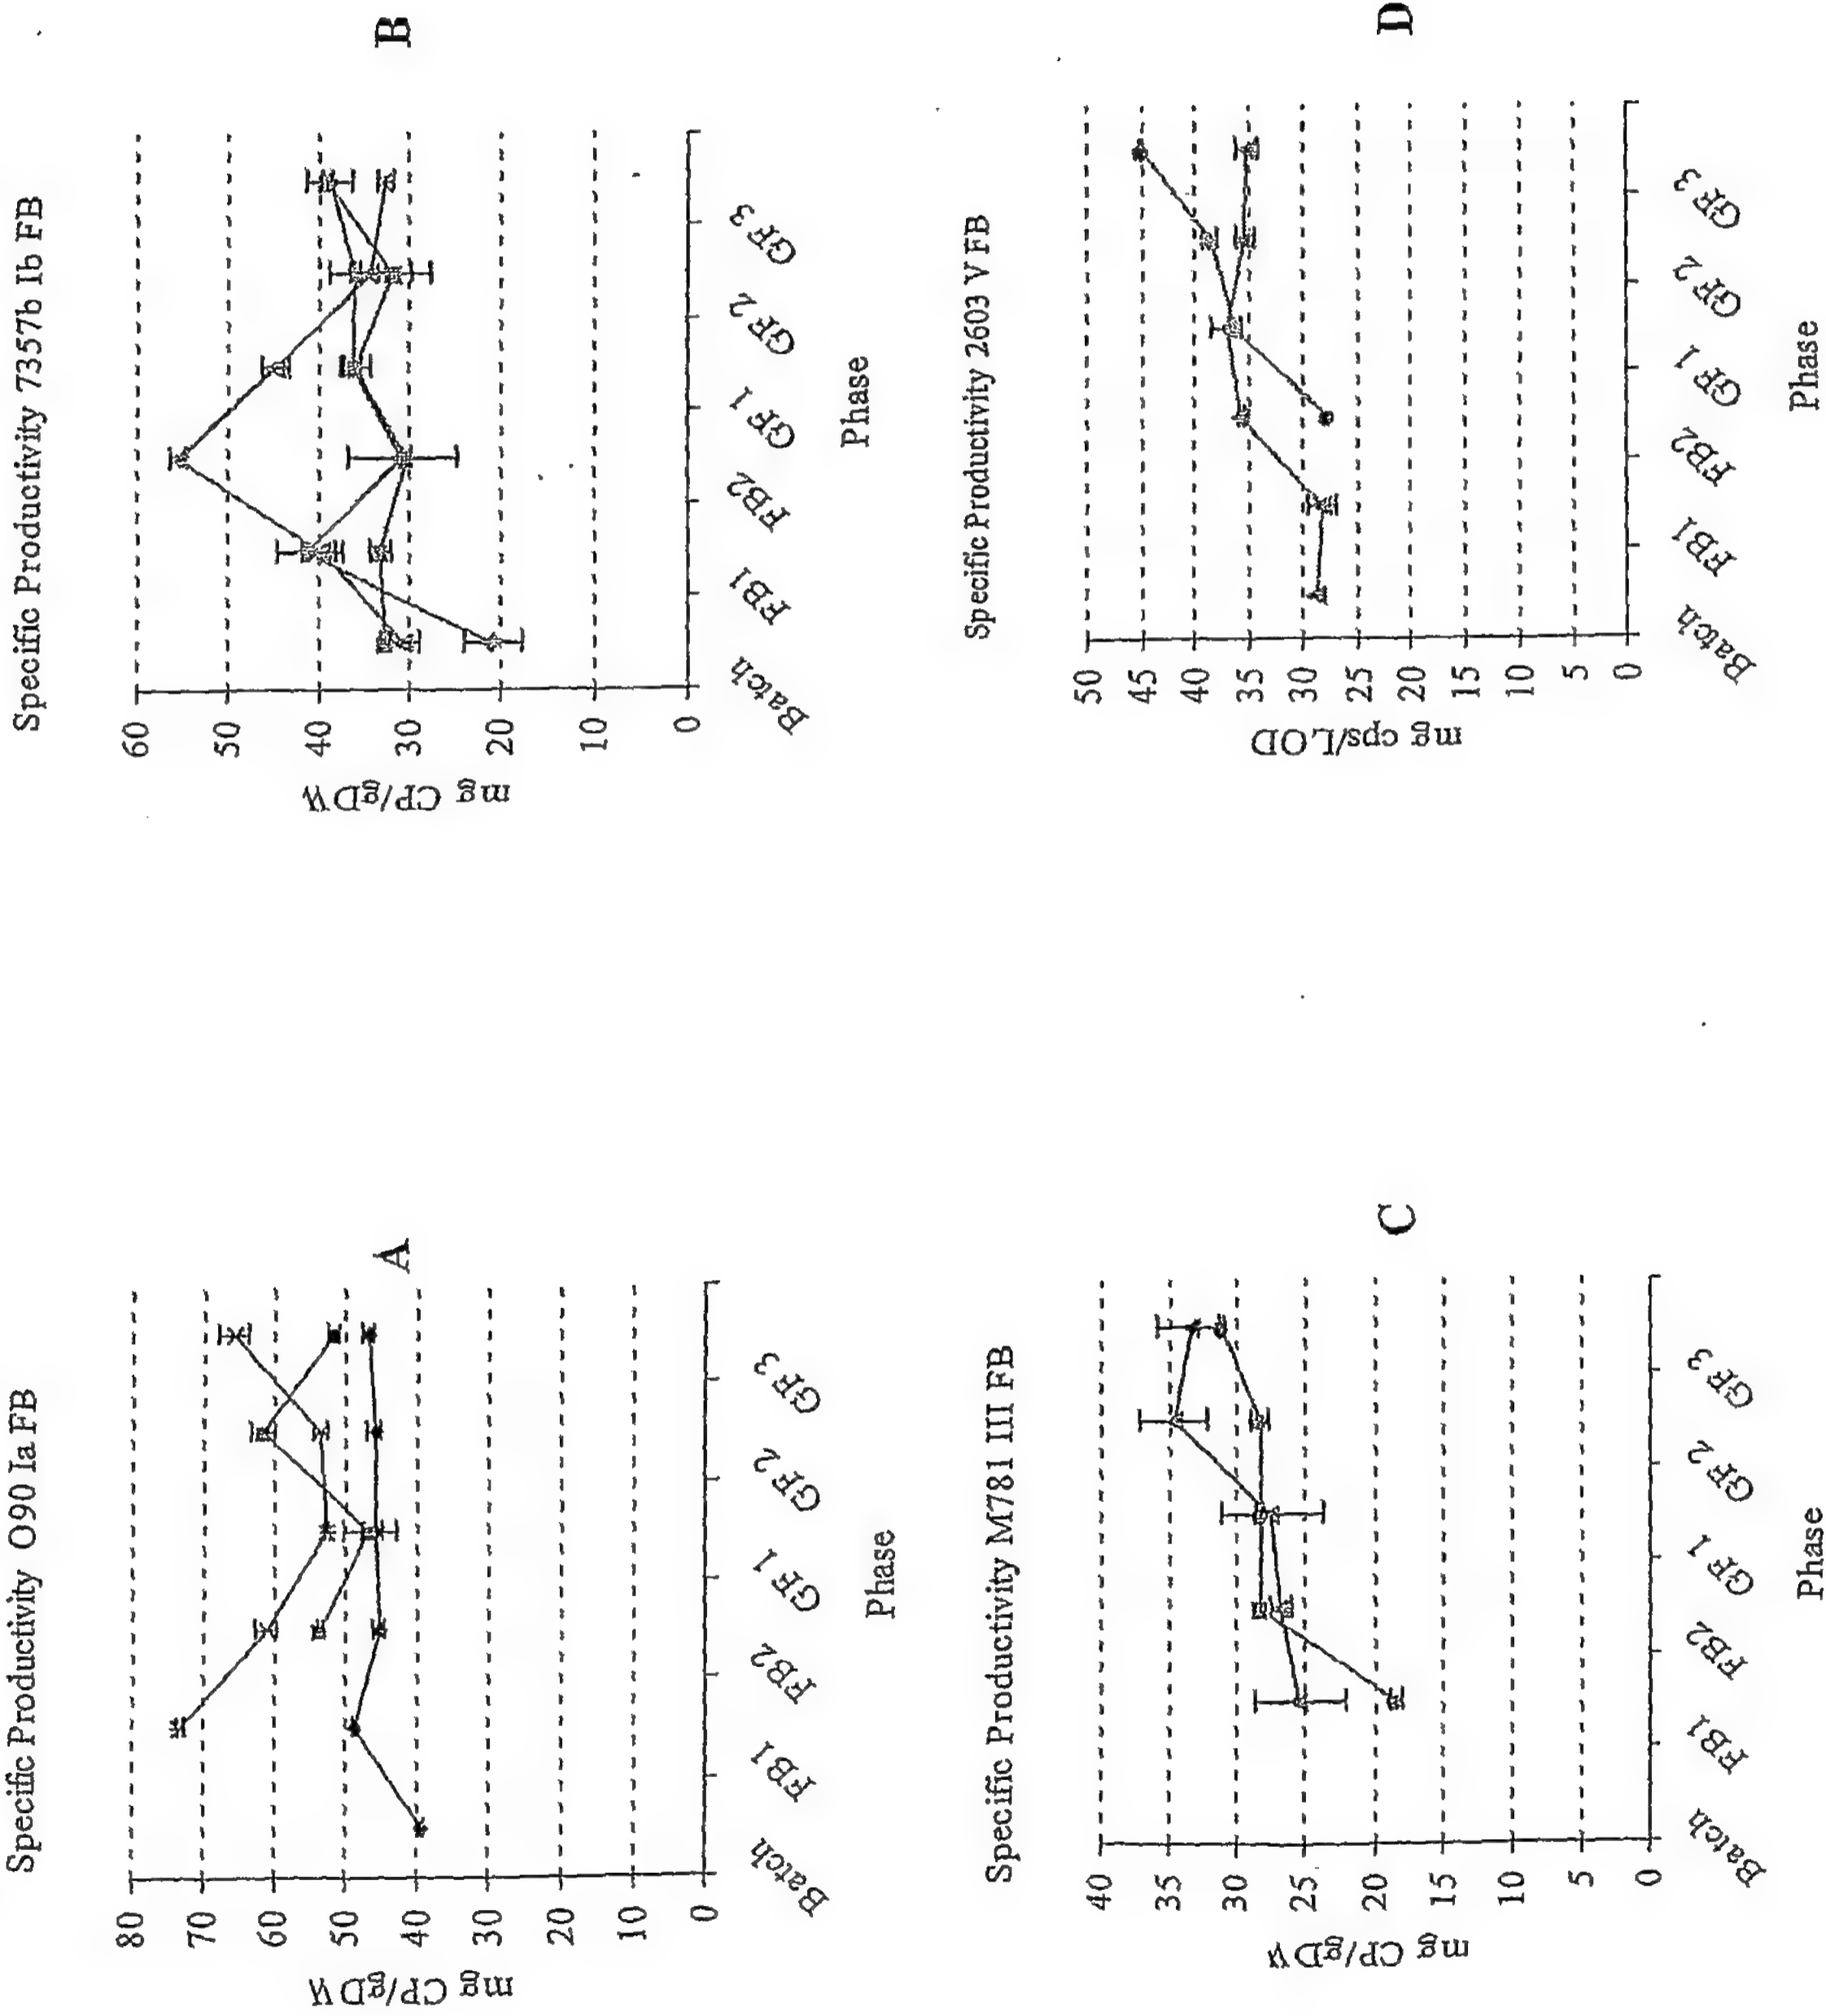 Specific Productivity O90 Ia FB
80
70
60
50
40
30
20
10
0
mg CP/gDW
Batch
FB1
FB2
GF 1
GF 2
GF 3
Phase
A
Specific Productivity 7357b Ib FB
60
50
40
30
20
10
0
mg CP/gDW
Batch
FB1
FB2
GF 1
GF 2
GF 3
Phase
B
Specific Productivity M781 III FB
40
35
30
25
20
15
10
5
0
mg CP/gDW
Batch
FB1
FB2
GF 1
GF 2
GF 3
Phase
C
Specific Productivity 2603 V FB
50
45
40
35
30
25
20
15
10
5
0
mg cps/LOD
Batch
FB1
FB2
GF 1
GF 2
GF 3
Phase
D